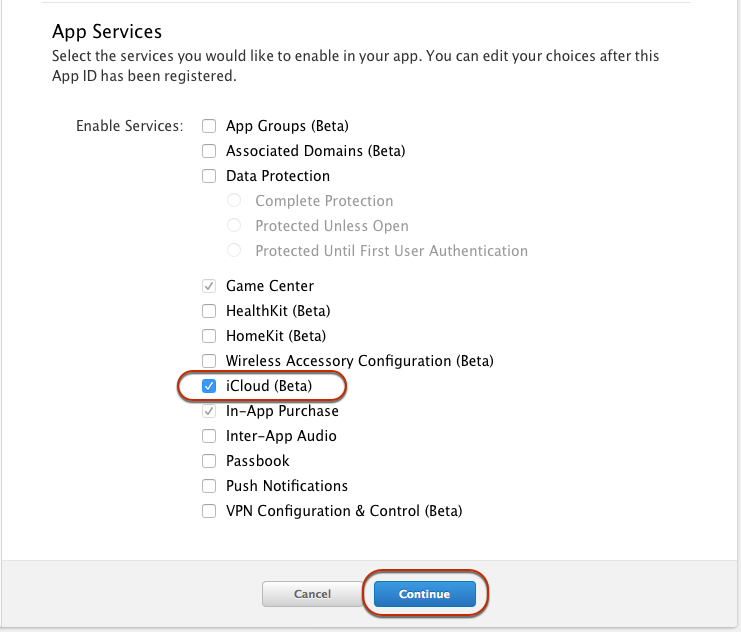 App Services
Select the services you would like to enable in your app. You can edit your choices after this
App ID has been registered.
Enable Services:
App Groups (Beta)
Associated Domains (Beta)
Data Protection
Complete Protection
Protected Unless Open
Protected Until First User Authentication
Game Center
HealthKit (Beta)
HomeKit (Beta)
Wireless Accessory Configuration (Beta)
iCloud (Beta)
In-App Purchase
Inter-App Audio
Passbook
Push Notifications
VPN Configuration & Control (Beta)
Cancel
Continue